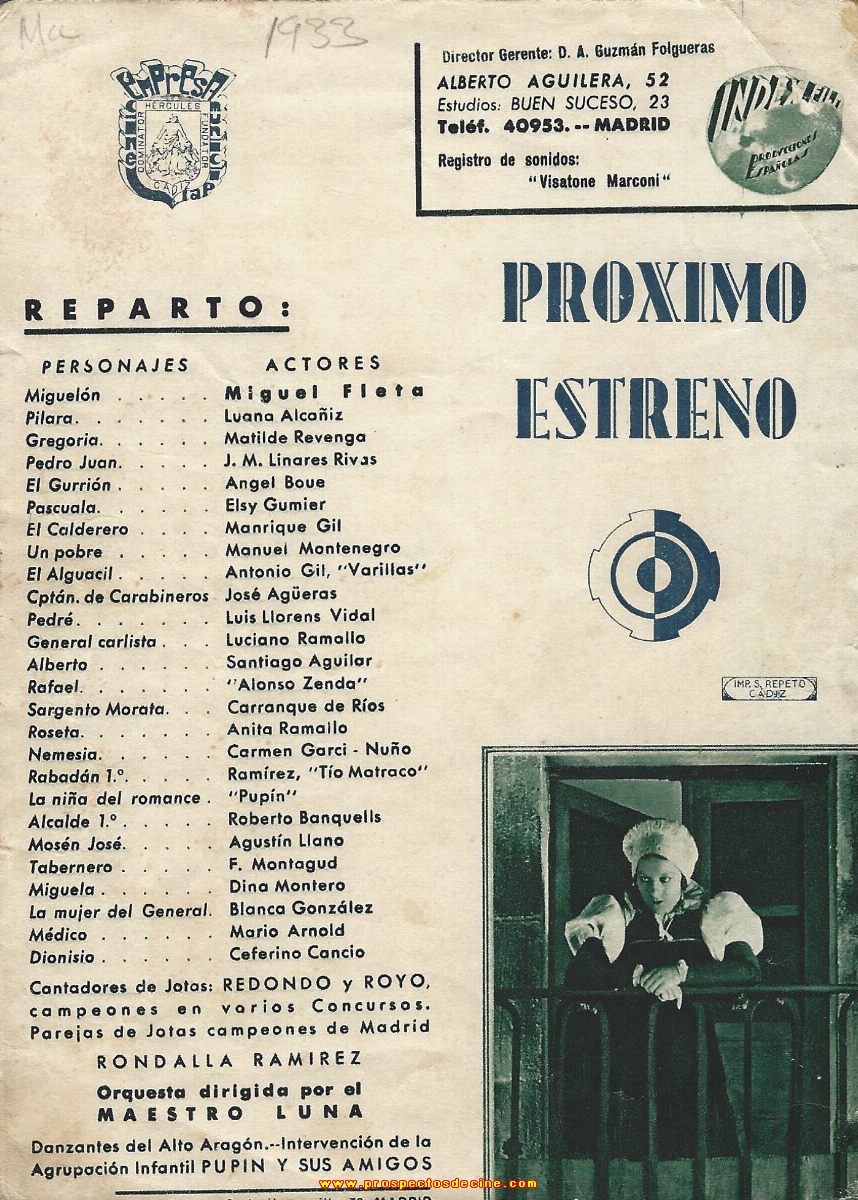 Ma
1933
EMPRESA
CINE
HERCULES
DOMINATOR
FUNDATOR
CADIZ
Director Gerente: D. A. Guzmán Folgueras
ALBERTO AGUILERA, 52
Estudios: BUEN SUCESO, 23
Teléf. 40953.--MADRID
Registro de sonidos:
"Visatone Marconi"
INDEX FILM
PRODUCCIONES
ESPAÑOLAS
REPARTO:
PERSONAJES ACTORES
Miguelón . . . . . Miguel Fleta
Pilara. . . . . . Luana Alcañiz
Gregoria. . . . . . Matilde Revenga
Pedro Juan. . . . . J. M. Linares Rivas
El Gurrión . . . . . Angel Boue
Pascuala. . . . . . Elsy Gumier
El Calderero . . . . Manrique Gil
Un pobre . . . . . Manuel Montenegro
El Alguacil . . . . . Antonio Gil, "Varillas"
Cptán. de Carabineros José Agüeras
Pedré. . . . . . . Luis Llorens Vidal
General carlista . . . Luciano Ramallo
Alberto . . . . . . Santiago Aguilar
Rafael. . . . . . . "Alonso Zenda"
Sargento Morata. . . Carranque de Ríos
Roseta. . . . . . . Anita Ramallo
Nemesia. . . . . . Carmen Garci - Nuño
Rabadán 1.º. . . . . Ramírez, "Tío Matraco"
La niña del romance . "Pupín"
Alcalde 1.º . . . . . Roberto Banquells
Mosén José. . . . . Agustín Llano
Tabernero . . . . . F. Montagud
Miguela . . . . . . Dina Montero
La mujer del General. Blanca González
Médico . . . . . . Mario Arnold
Dionisio . . . . . . Ceferino Cancio
Cantadores de Jotas: REDONDO y ROYO,
campeones en varios Concursos.
Parejas de Jotas campeones de Madrid
RONDALLA RAMIREZ
Orquesta dirigida por el
MAESTRO LUNA
Danzantes del Alto Aragón.--Intervención de la
Agrupación Infantil PUPIN Y SUS AMIGOS
PROXIMO
ESTRENO
IMP. S. REPETO
CADIZ
www.prospectosdecine.com